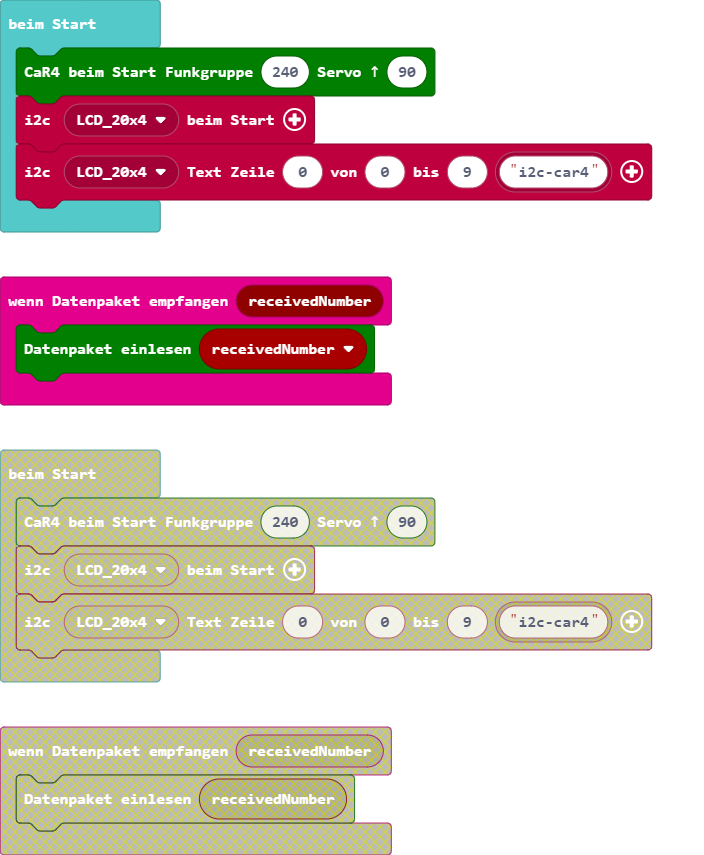 beim Start
CaR4 beim Start Funkgruppe 240 Servo ↑ 90
i2c LCD_20x4 beim Start
i2c LCD_20x4 Text Zeile 0 von 0 bis 9 "i2c-car4"
wenn Datenpaket empfangen receivedNumber
Datenpaket einlesen receivedNumber
beim Start
CaR4 beim Start Funkgruppe 240 Servo ↑ 90
i2c LCD_20x4 beim Start
i2c LCD_20x4 Text Zeile 0 von 0 bis 9 "i2c-car4"
wenn Datenpaket empfangen receivedNumber
Datenpaket einlesen receivedNumber